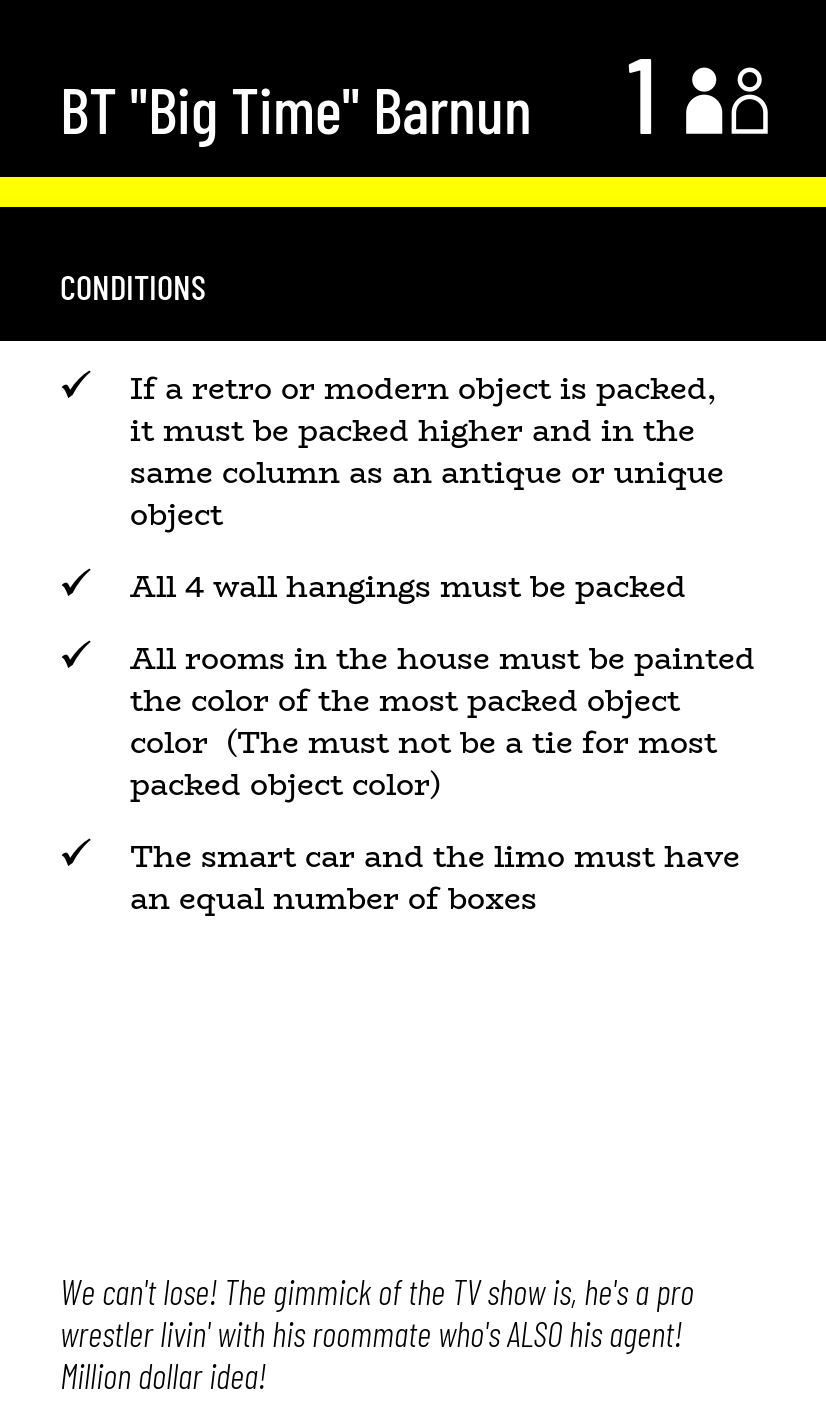 BT "Big Time" Barnun 1
CONDITIONS
✓ If a retro or modern object is packed,
it must be packed higher and in the
same column as an antique or unique
object
✓ All 4 wall hangings must be packed
✓ All rooms in the house must be painted
the color of the most packed object
color  (The must not be a tie for most
packed object color)
✓ The smart car and the limo must have
an equal number of boxes
We can't lose! The gimmick of the TV show is, he's a pro
wrestler livin' with his roommate who's ALSO his agent!
Million dollar idea!